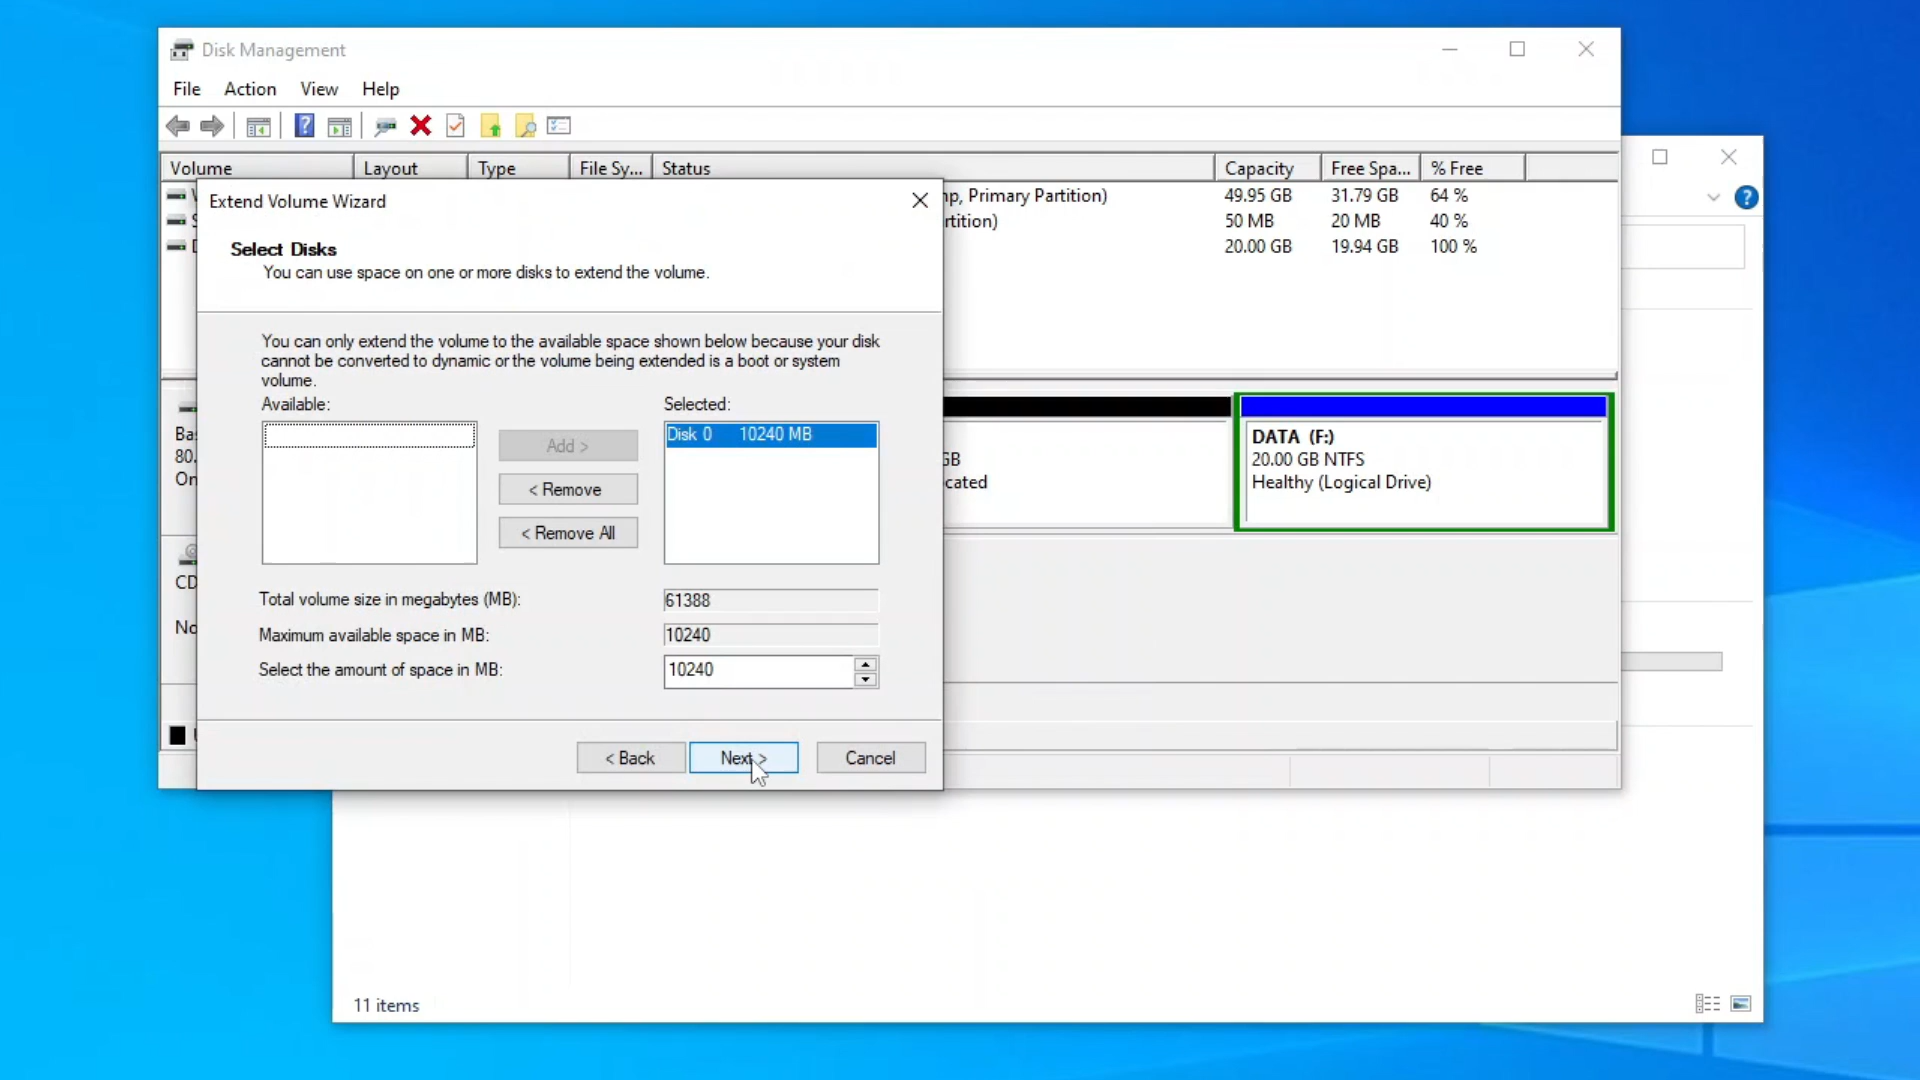 Disk Management
File Action View Help
Volume Layout Type File Sy... Status Capacity Free Spa... % Free
mp, Primary Partition) 49.95 GB 31.79 GB 64 %
rtition) 50 MB 20 MB 40 %
20.00 GB 19.94 GB 100 %
Extend Volume Wizard
Select Disks
You can use space on one or more disks to extend the volume.
You can only extend the volume to the available space shown below because your disk
cannot be converted to dynamic or the volume being extended is a boot or system
volume.
Available:
Selected:
Disk 0 10240 MB
Add >
< Remove
< Remove All
Total volume size in megabytes (MB): 61388
Maximum available space in MB: 10240
Select the amount of space in MB: 10240
< Back Next > Cancel
Bas
80.
On
CD
No
GB
cated
DATA (F:)
20.00 GB NTFS
Healthy (Logical Drive)
11 items